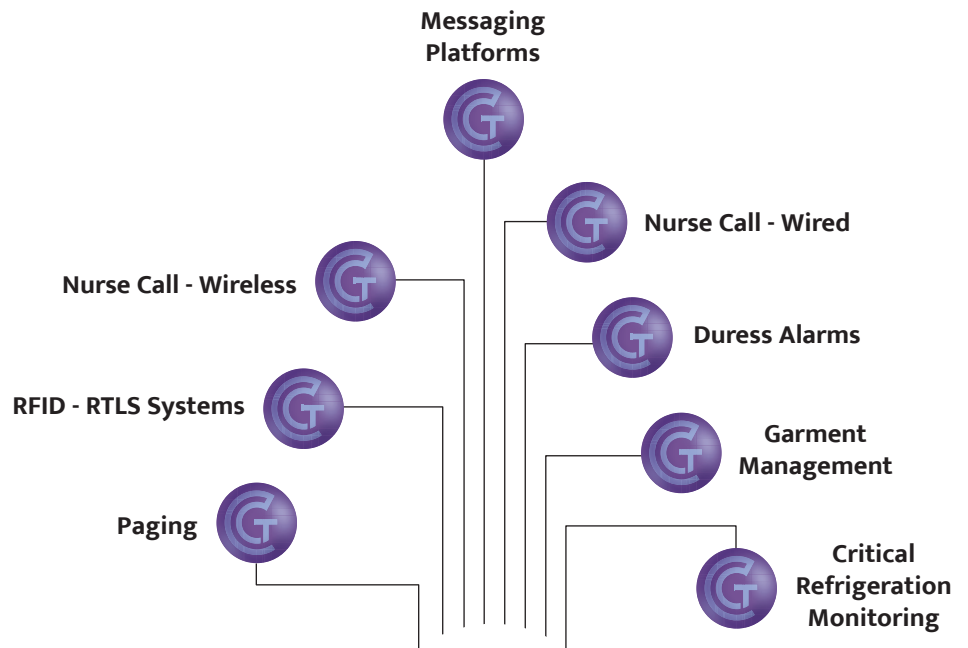 Messaging
Platforms
Nurse Call - Wired
Nurse Call - Wireless
Duress Alarms
RFID - RTLS Systems
Garment
Management
Paging
Critical
Refrigeration
Monitoring